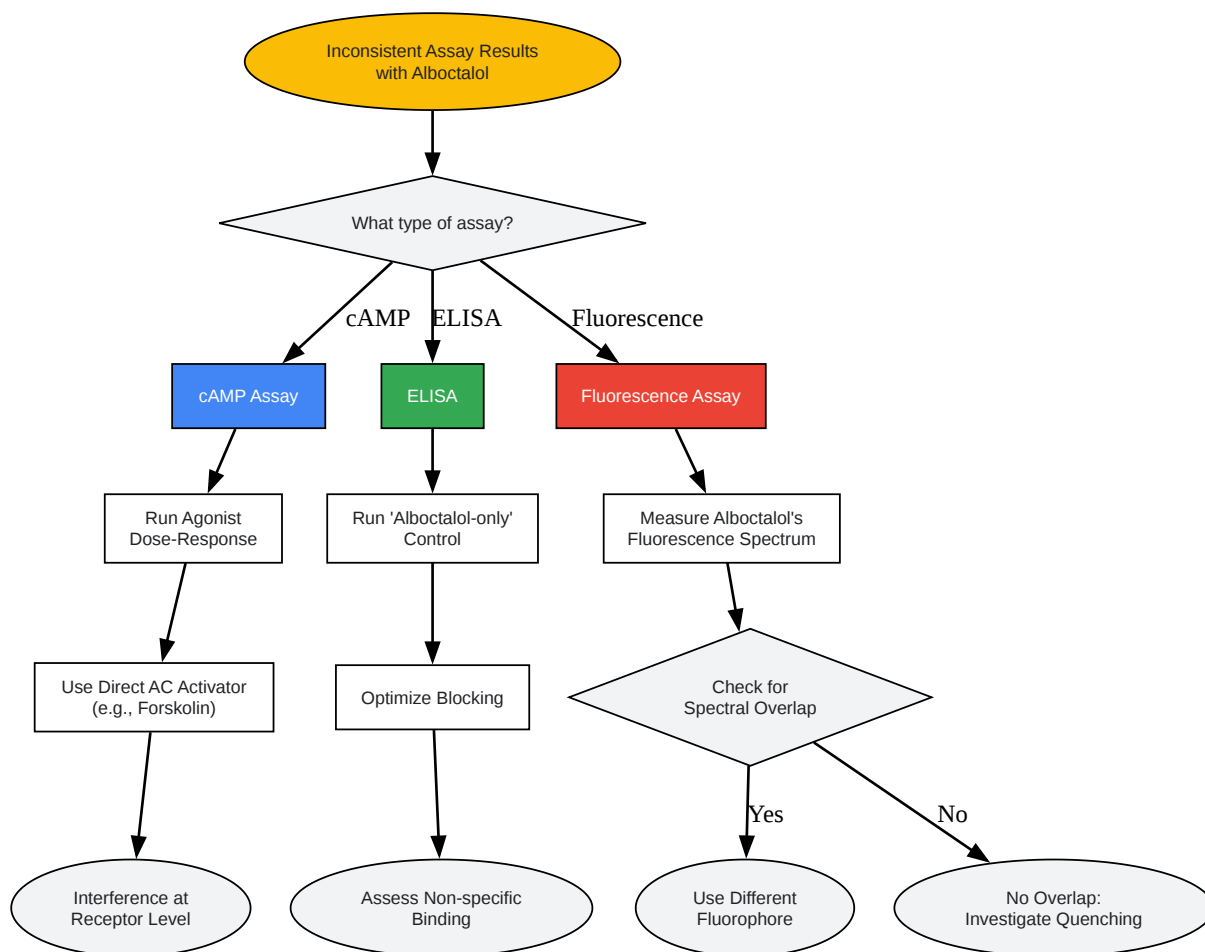 Inconsistent Assay Results
with Alboctalol
What type of assay?
cAMP
ELISA
Fluorescence
cAMP Assay
ELISA
Fluorescence Assay
Run Agonist
Dose-Response
Run 'Alboctalol-only'
Control
Measure Alboctalol's
Fluorescence Spectrum
Use Direct AC Activator
(e.g., Forskolin)
Optimize Blocking
Check for
Spectral Overlap
Yes
No
Interference at
Receptor Level
Assess Non-specific
Binding
Use Different
Fluorophore
No Overlap:
Investigate Quenching